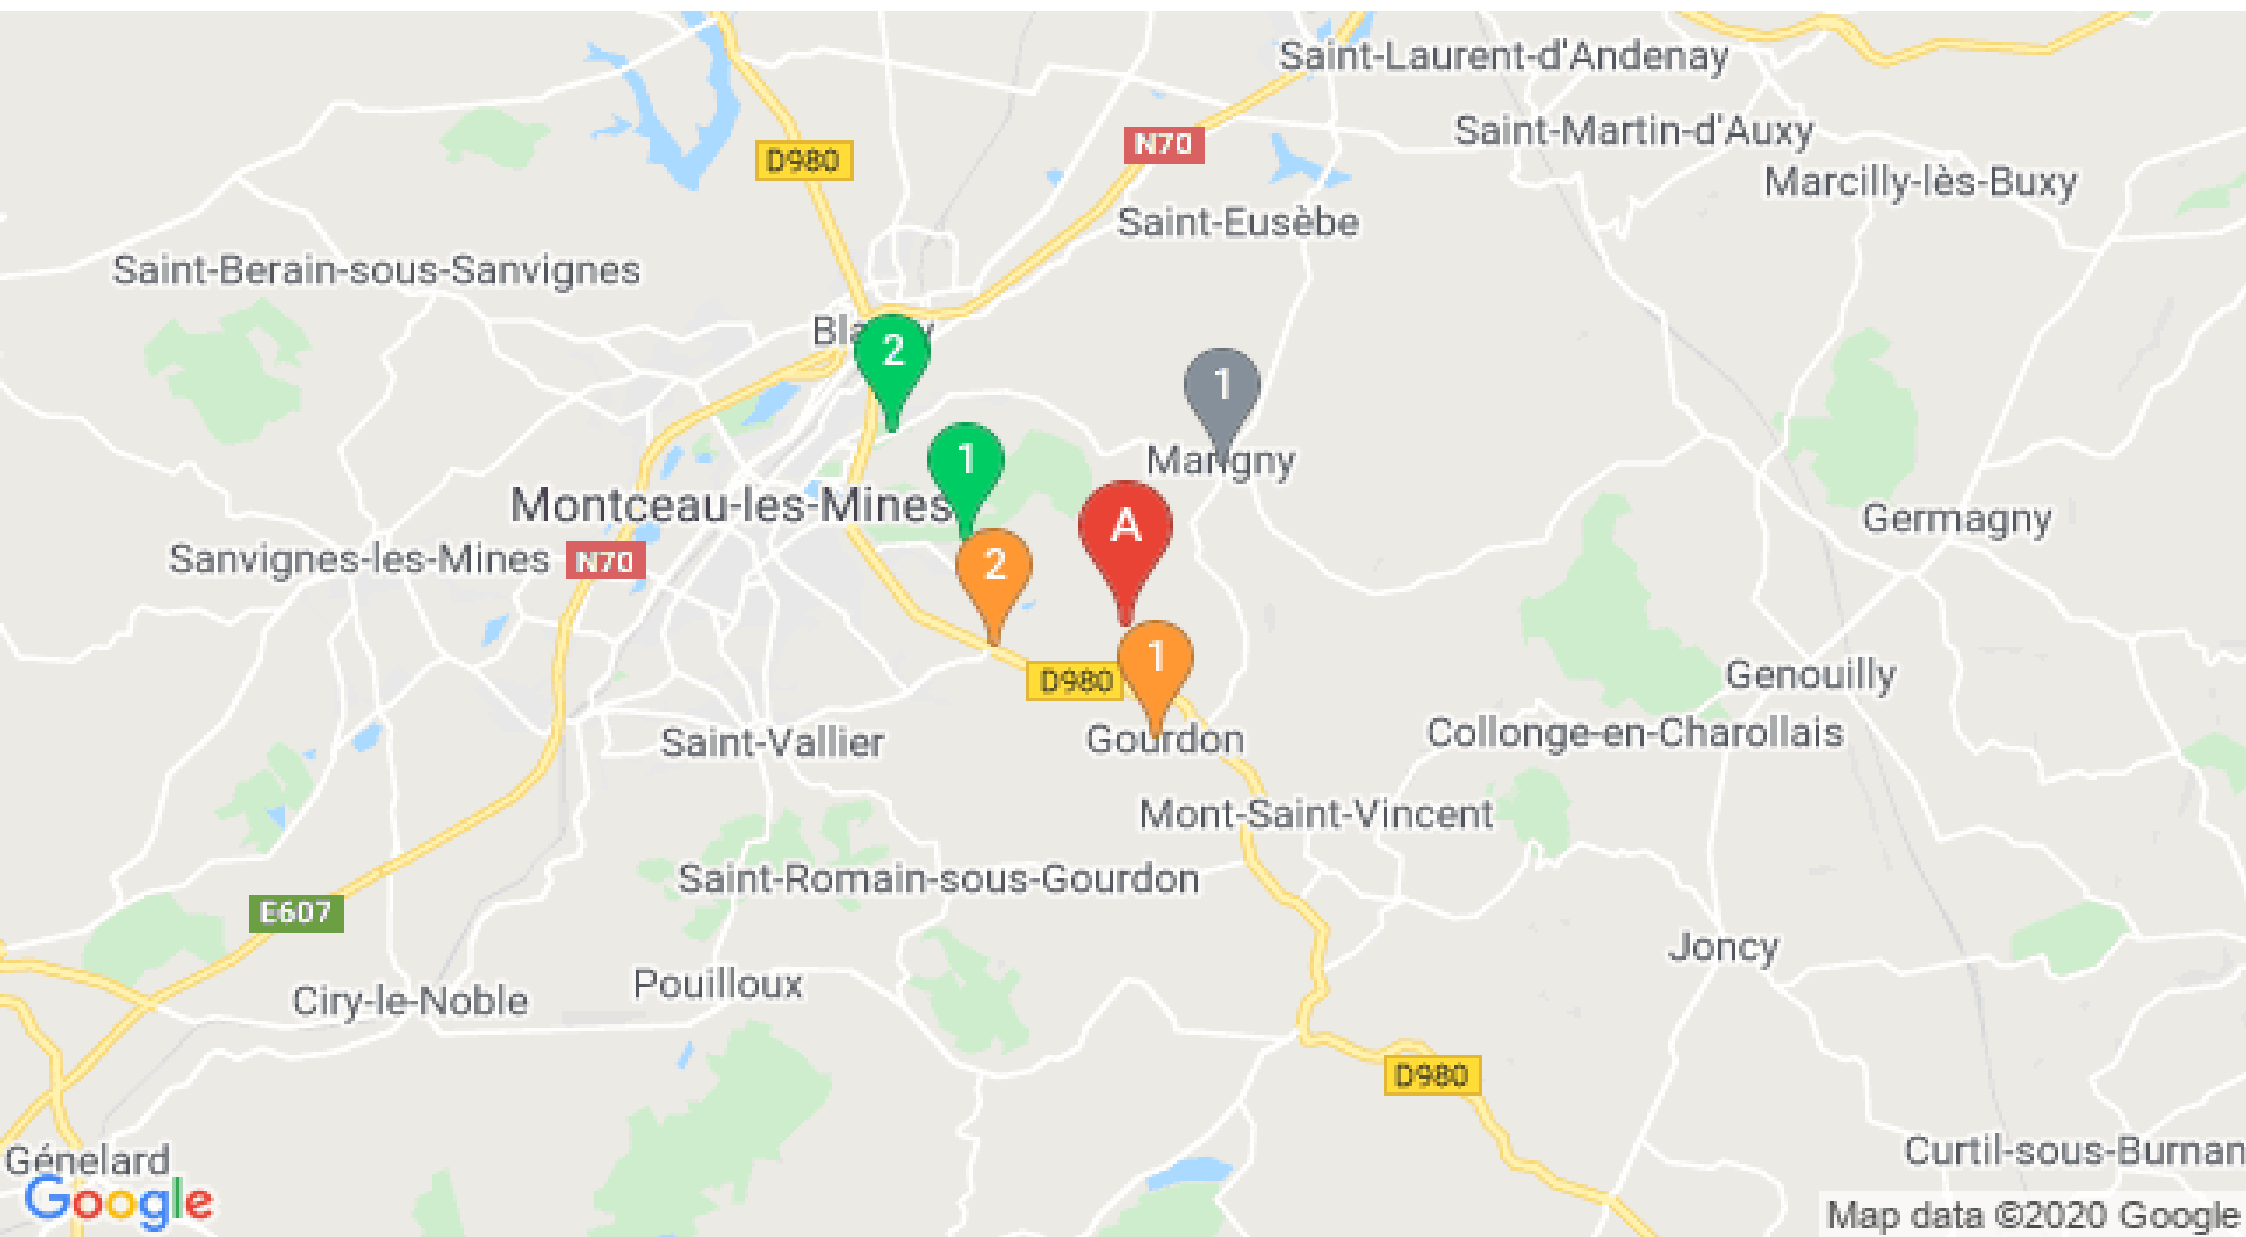 Saint-Laurent-d'Andenay
Saint-Martin-d'Auxy
N70
D980
Marcilly-lès-Buxy
Saint-Eusèbe
Saint-Berain-sous-Sanvignes
2
1
1
Marigny
Montceau-les-Mines
A
Germagny
Sanvignes-les-Mines
N70
2
1
D980
Genouilly
Saint-Vallier
Gourdon
Collonge-en-Charollais
Mont-Saint-Vincent
Saint-Romain-sous-Gourdon
E607
Joncy
Pouilloux
Ciry-le-Noble
D980
Génelard
Curtil-sous-Burnan
Google
Map data ©2020 Google